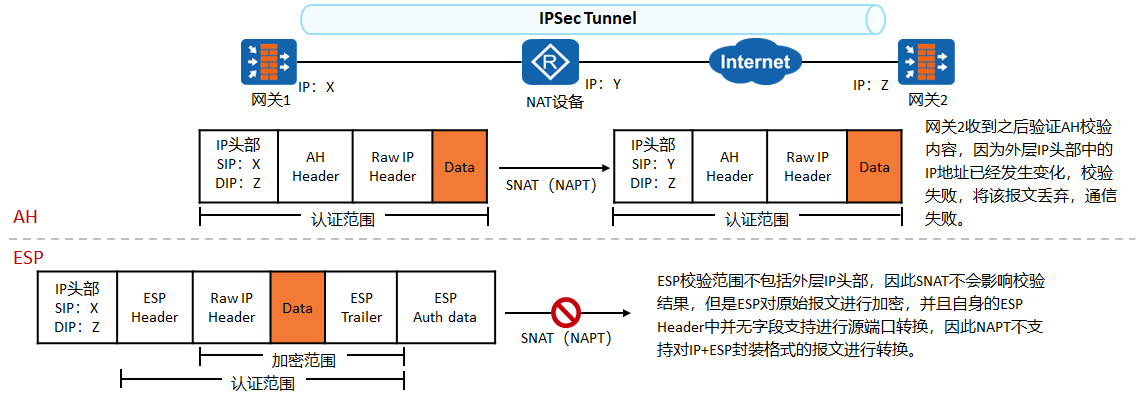 IPSec Tunnel
Internet
IP：X
IP：Y
IP：Z
网关1
NAT设备
网关2
IP头部
SIP：X
DIP：Z
AH
Header
Raw IP
Header
Data
SNAT（NAPT）
IP头部
SIP：Y
DIP：Z
AH
Header
Raw IP
Header
Data
认证范围
认证范围
网关2收到之后验证AH校验
内容，因为外层IP头部中的
IP地址已经发生变化，校验
失败，将该报文丢弃，通信
失败。
AH
ESP
IP头部
SIP：X
DIP：Z
ESP
Header
Raw IP
Header
Data
ESP
Trailer
ESP
Auth data
加密范围
认证范围
SNAT（NAPT）
ESP校验范围不包括外层IP头部，因此SNAT不会影响校验
结果，但是ESP对原始报文进行加密，并且自身的ESP
Header中并无字段支持进行源端口转换，因此NAPT不支
持对IP+ESP封装格式的报文进行转换。